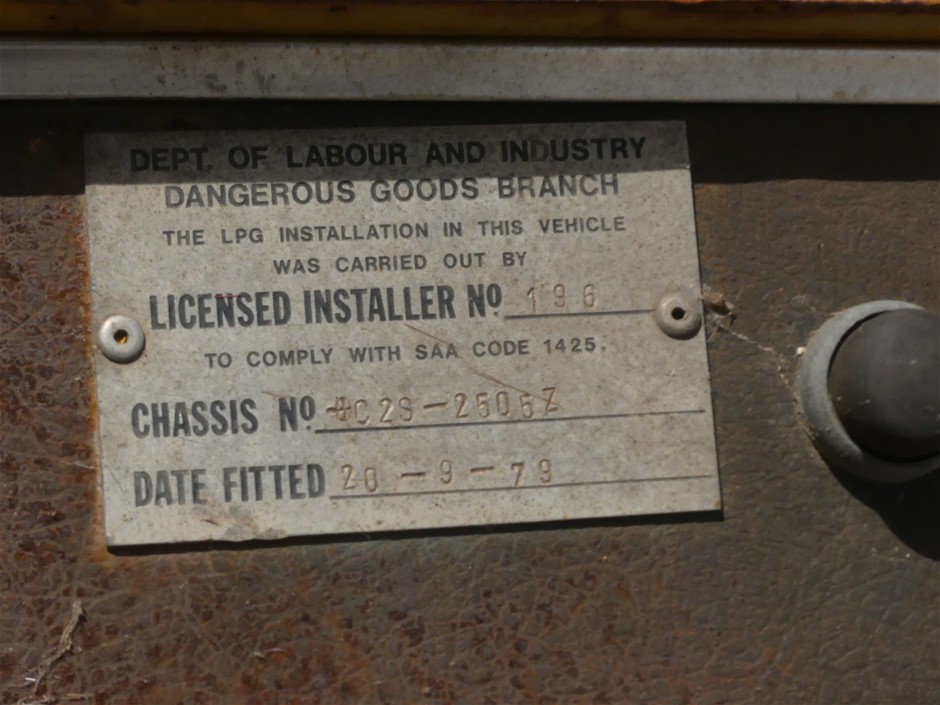 DEPT. OF LABOUR AND INDUSTRY
DANGEROUS GOODS BRANCH
THE LPG INSTALLATION IN THIS VEHICLE
WAS CARRIED OUT BY
LICENSED INSTALLER Nº 196
TO COMPLY WITH SAA CODE 1425.
CHASSIS Nº
DATE FITTED 20-9-79